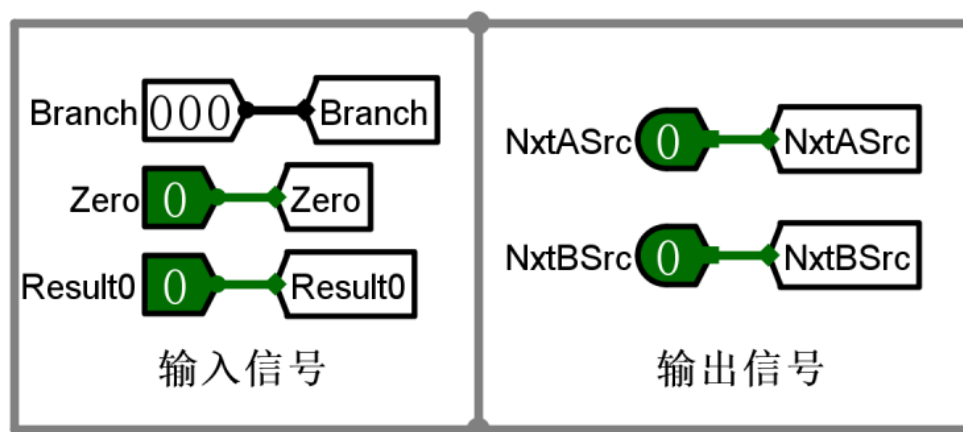 Branch 000 Branch
Zero 0 Zero
Result0 0 Result0
输入信号
NxtASrc 0 NxtASrc
NxtBSrc 0 NxtBSrc
输出信号